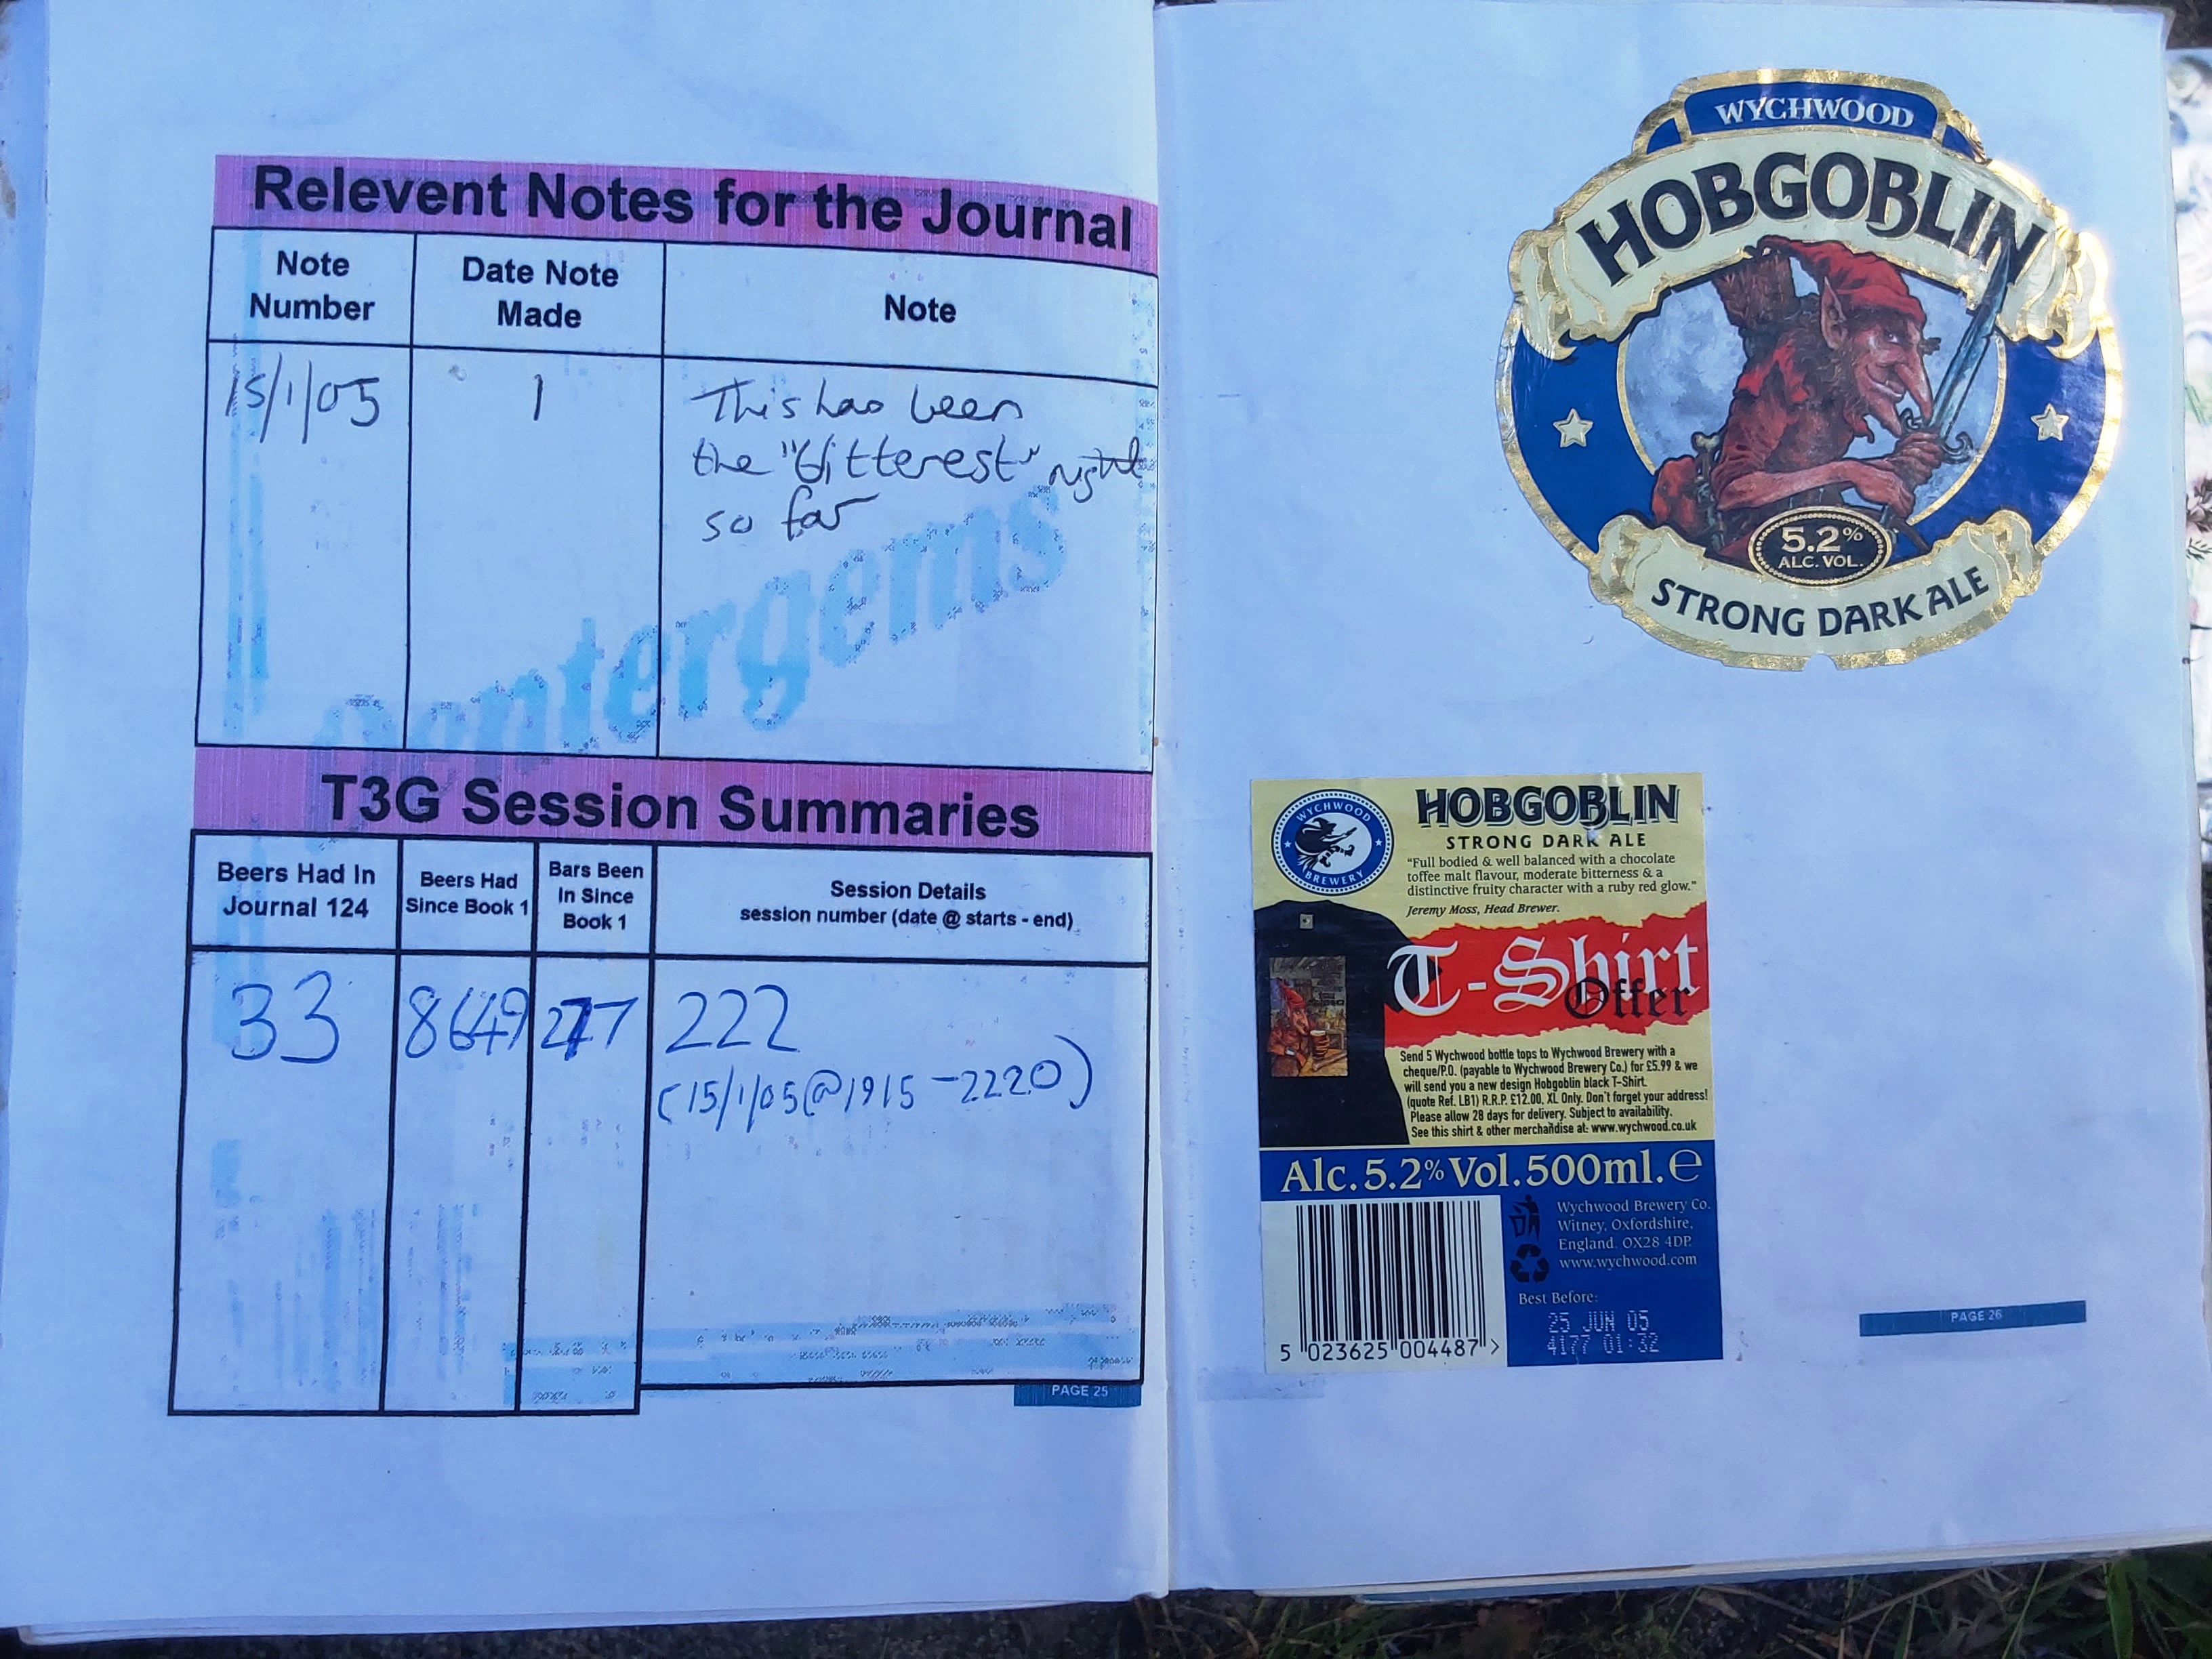 Relevent Notes for the Journal
Note Number
Date Note Made
Note
15/1/05
1
This has been
the "bitterest" night
so far
T3G Session Summaries
Beers Had In Journal 124
Beers Had Since Book 1
Bars Been In Since Book 1
Session Details
session number (date @ starts - end)
33
8649
277
222
(15/1/05@1915-2220)
PAGE 25
WYCHWOOD
HOBGOBLIN
5.2%
ALC. VOL.
STRONG DARK ALE
WYCHWOOD
BREWERY
HOBGOBLIN
STRONG DARK ALE
"Full bodied & well balanced with a chocolate
toffee malt flavour, moderate bitterness & a
distinctive fruity character with a ruby red glow."
Jeremy Moss, Head Brewer.
T-Shirt
Offer
Send 5 Wychwood bottle tops to Wychwood Brewery with a
cheque/P.O. (payable to Wychwood Brewery Co.) for £5.99 & we
will send you a new design Hobgoblin black T-Shirt.
(quote Ref. LB1) R.R.P. £12.00. XL Only. Don't forget your address!
Please allow 28 days for delivery. Subject to availability.
See this shirt & other merchandise at: www.wychwood.co.uk
Alc. 5.2% Vol. 500ml. e
Wychwood Brewery Co.
Witney, Oxfordshire,
England. OX28 4DP.
www.wychwood.com
Best Before:
25 JUN 05
4177 01:32
5 023625 004487 >
PAGE 26